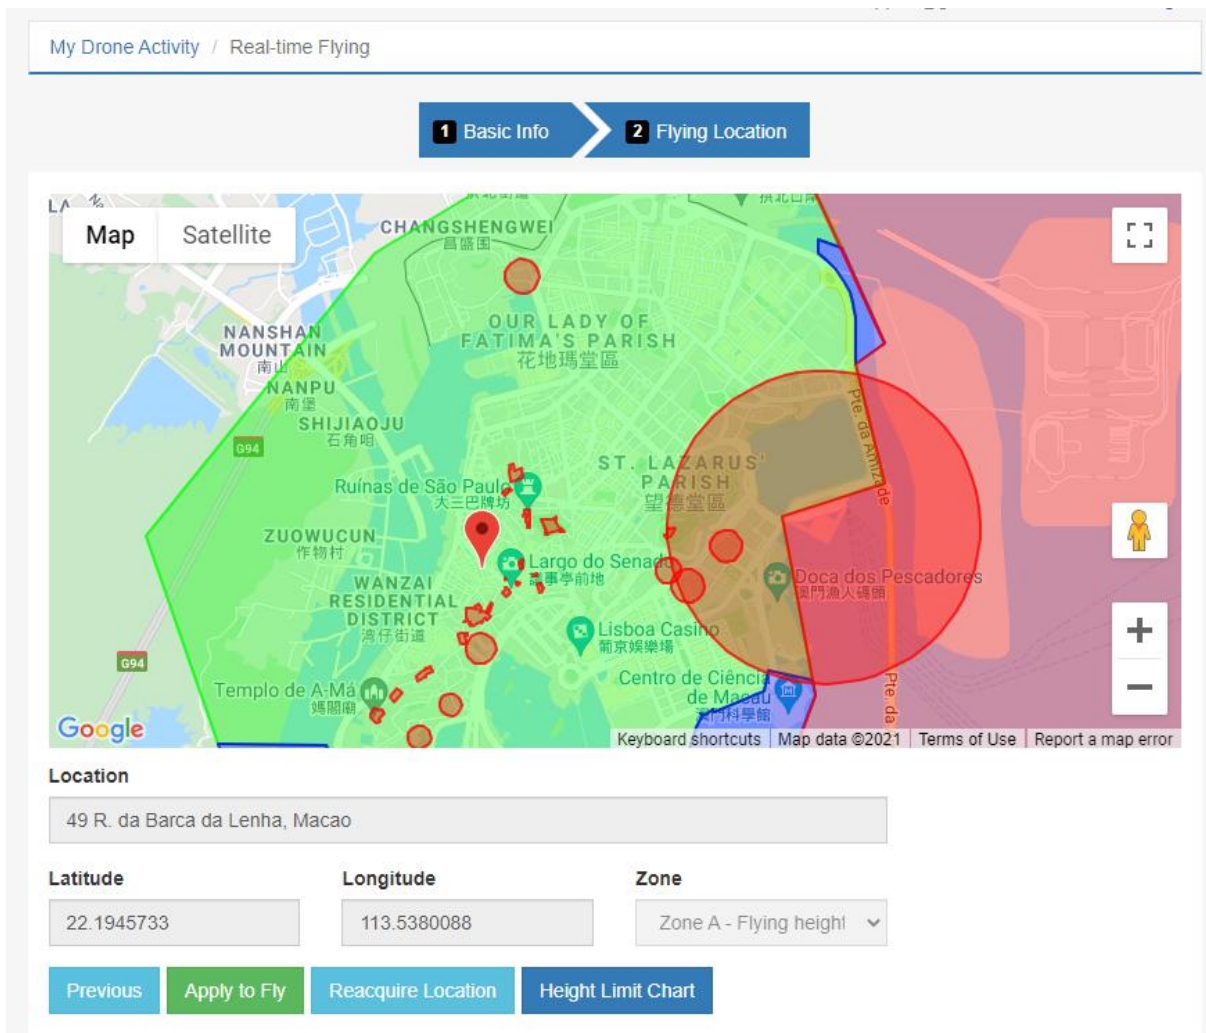 My Drone Activity / Real-time Flying
1 Basic Info
2 Flying Location
Map
Satellite
CHANGSHENGWEI
昌盛围
拱北口岸
NANSHAN
MOUNTAIN
南山
OUR LADY OF
FATIMA'S PARISH
花地瑪堂區
NANPU
南堡
SHIJIAOJU
石角咀
G94
Pte. da Amizade
ST. LAZARUS'
PARISH
望德堂區
Ruínas de São Paulo
大三巴牌坊
ZUOWUCUN
作物村
Largo do Senado
議事亭前地
WANZAI
RESIDENTIAL
DISTRICT
湾仔街道
Doca dos Pescadores
澳門漁人碼頭
Lisboa Casino
葡京娛樂場
G94
Centro de Ciência
de Macau
澳門科學館
Templo de A-Má
媽閣廟
Pte. da
Google
Keyboard shortcuts
Map data ©2021
Terms of Use
Report a map error
Location
49 R. da Barca da Lenha, Macao
Latitude
Longitude
Zone
22.1945733
113.5380088
Zone A - Flying height
Previous
Apply to Fly
Reacquire Location
Height Limit Chart